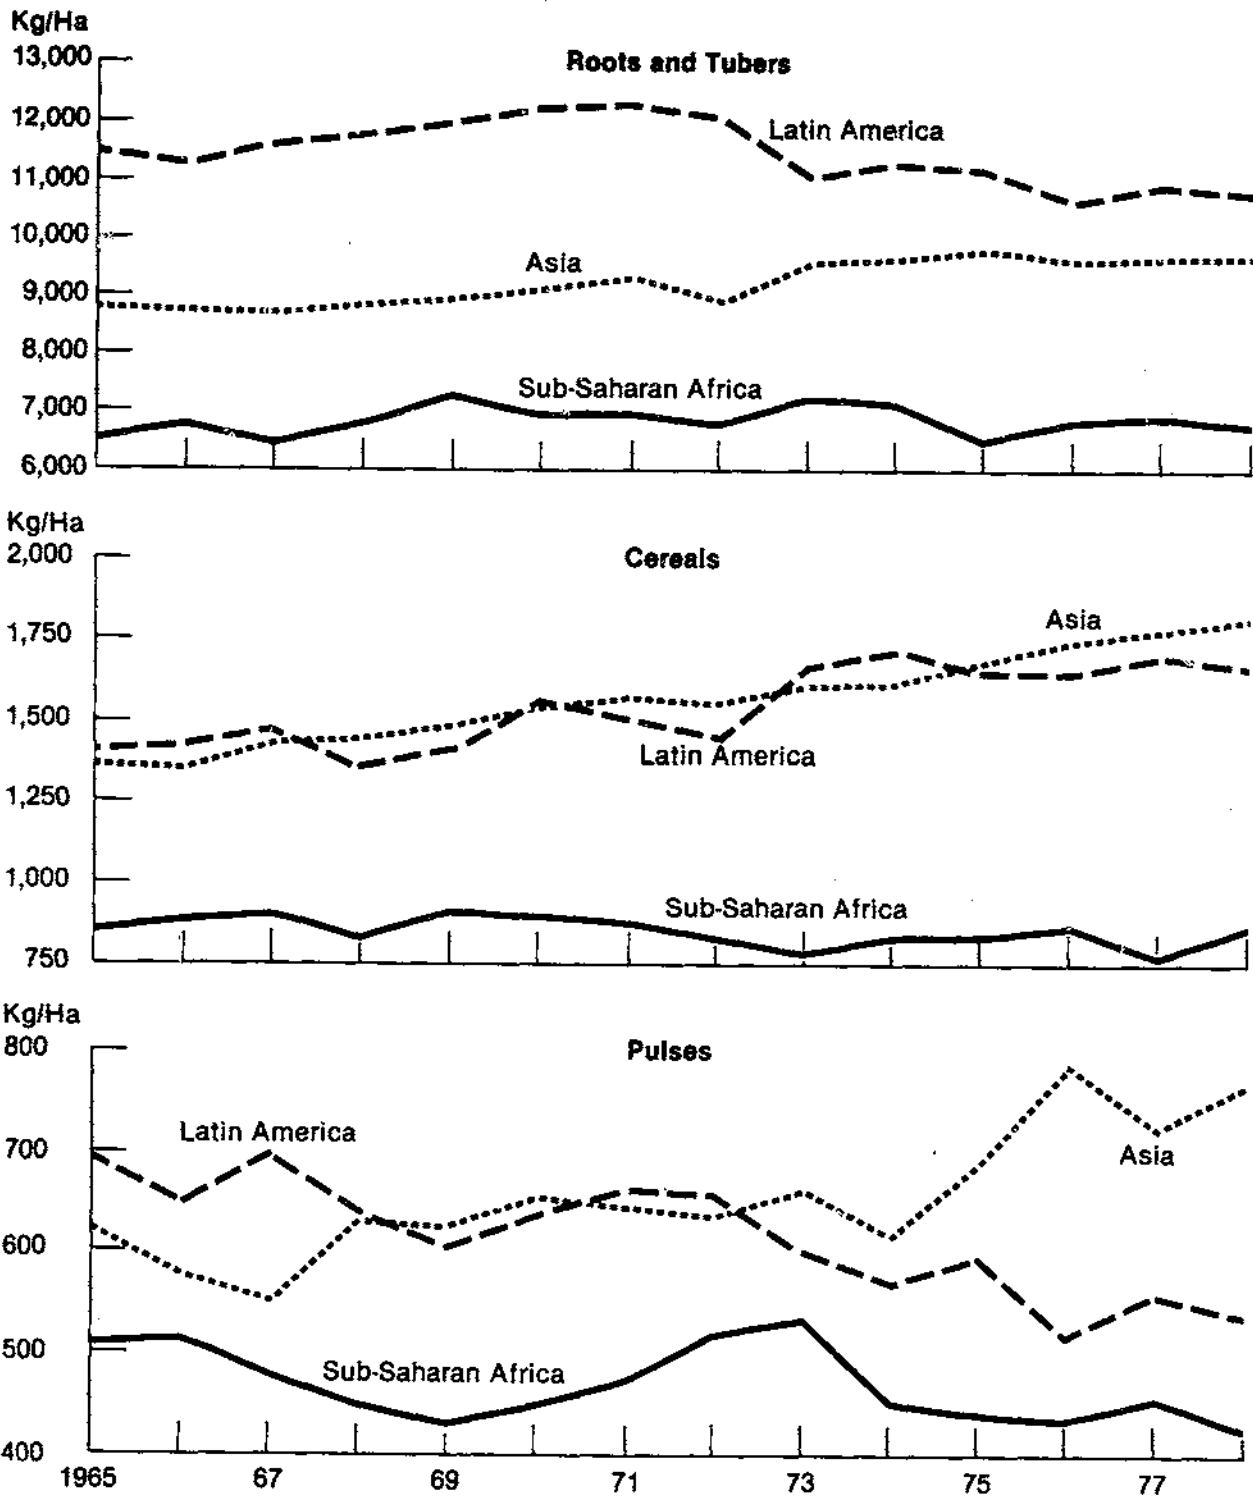 Kg/Ha
13,000
Roots and Tubers
12,000
Latin America
11,000
10,000
Asia
9,000
8,000
Sub-Saharan Africa
7,000
6,000
Kg/Ha
2,000
Cereals
Asia
1,750
1,500
Latin America
1,250
1,000
Sub-Saharan Africa
750
Kg/Ha
800
Pulses
Latin America
700
Asia
600
500
Sub-Saharan Africa
400
1965 67 69 71 73 75 77